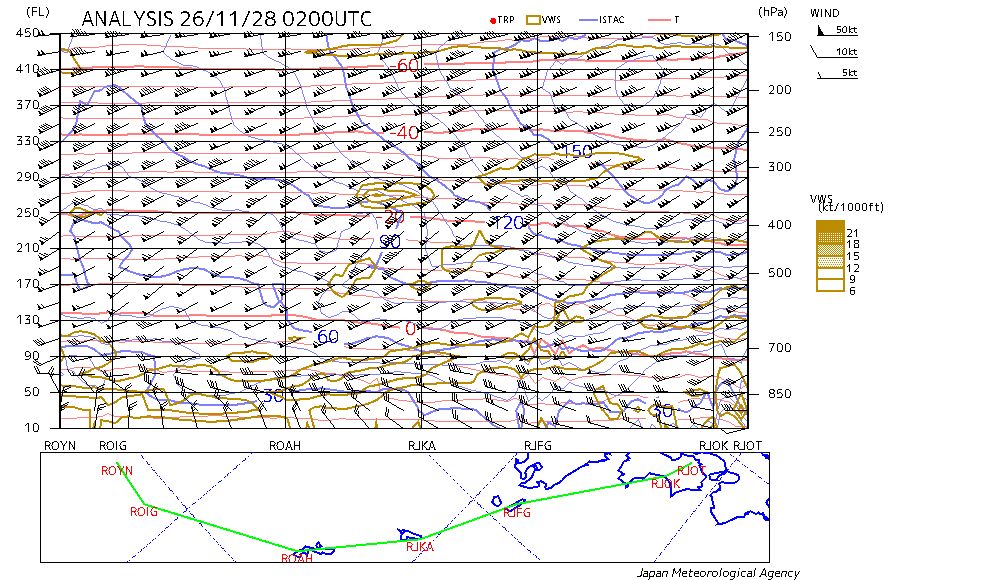 (FL) ANALYSIS 26/11/28 0200UTC TRP VWS ISTAC T (hPa) WIND
450 150 50kt
10kt
410 -60 5kt
370 200
330 -40 250
290 150 300
VWS
(kt/1000ft)
250 -20 120 400
210 90 21
18
15
170 500 12
9
6
130 60 0
90 700
50 30 30 850
10
ROYN ROIG ROAH RJKA RJFG RJOK RJOT
ROYN RJOT
RJOK
ROIG RJFG
RJKA
ROAH
Japan Meteorological Agency